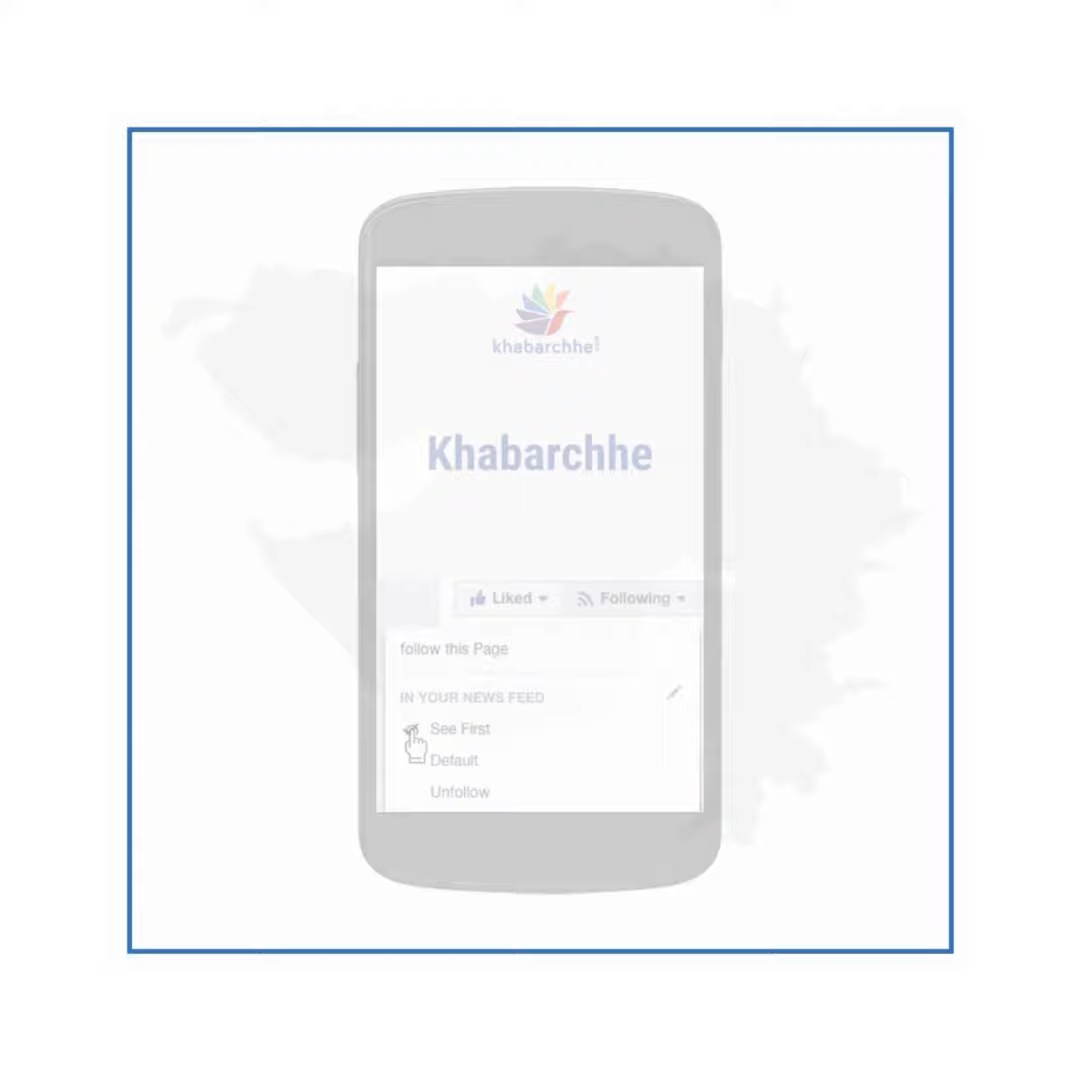 khabarchhe
Khabarchhe
Liked Following
follow this Page
IN YOUR NEWS FEED
See First
Default
Unfollow